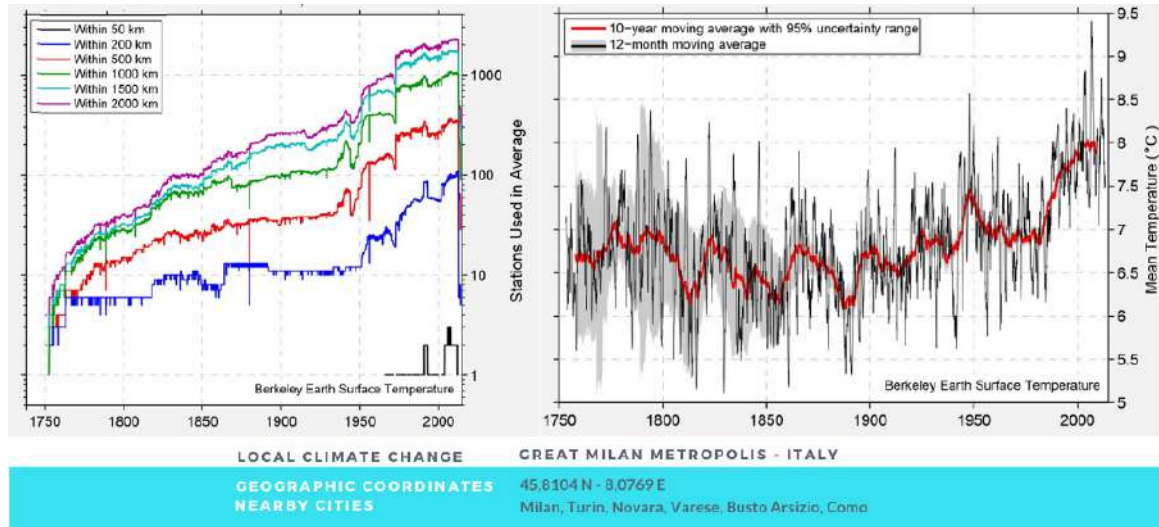 Within 50 km
Within 200 km
Within 500 km
Within 1000 km
Within 1500 km
Within 2000 km
1000
100
10
1
Stations Used in Average
Berkeley Earth Surface Temperature
1750 1800 1850 1900 1950 2000
10-year moving average with 95% uncertainty range
12-month moving average
9.5
9
8.5
8
7.5
7
6.5
6
5.5
5
Mean Temperature (°C)
Berkeley Earth Surface Temperature
1750 1800 1850 1900 1950 2000
LOCAL CLIMATE CHANGE GREAT MILAN METROPOLIS - ITALY
GEOGRAPHIC COORDINATES 45,8104 N - 8,0769 E
NEARBY CITIES Milan, Turin, Novara, Varese, Busto Arsizio, Como